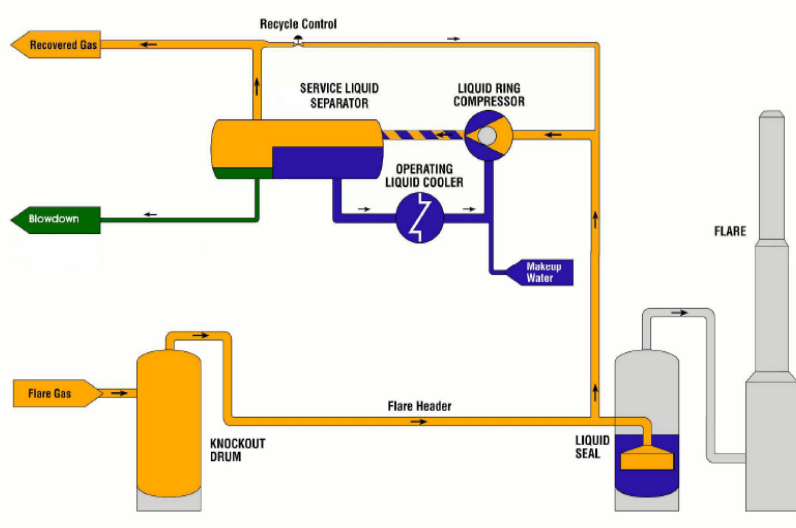 Recycle Control
Recovered Gas
SERVICE LIQUID
SEPARATOR
LIQUID RING
COMPRESSOR
OPERATING
LIQUID COOLER
Blowdown
Makeup
Water
FLARE
Flare Gas
Flare Header
KNOCKOUT
DRUM
LIQUID
SEAL